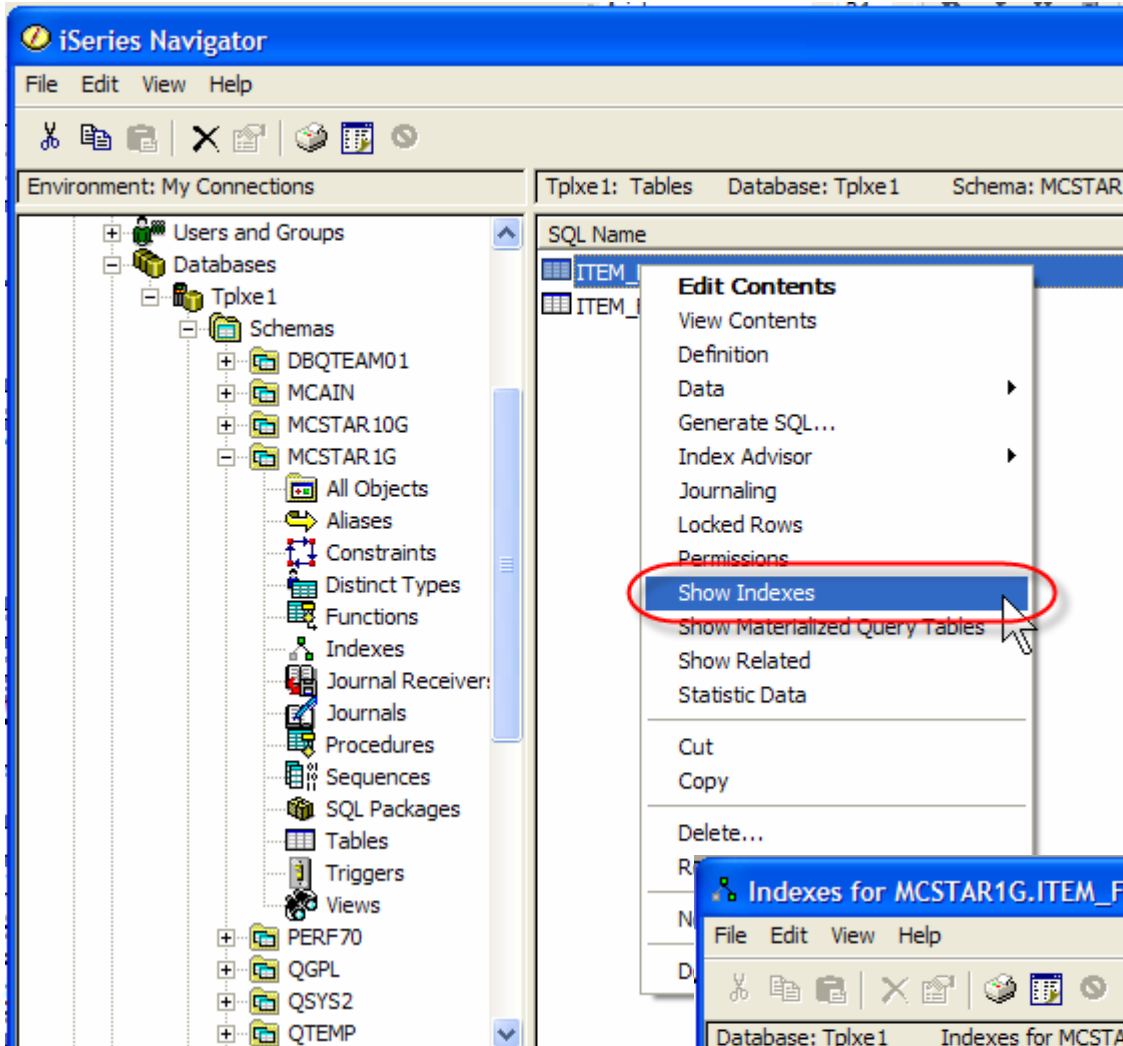 iSeries Navigator
File Edit View Help
Environment: My Connections
Tplxe1: Tables Database: Tplxe1 Schema: MCSTAR
Users and Groups
Databases
Tplxe1
Schemas
DBQTEAM01
MCAIN
MCSTAR10G
MCSTAR1G
All Objects
Aliases
Constraints
Distinct Types
Functions
Indexes
Journal Receiver
Journals
Procedures
Sequences
SQL Packages
Tables
Triggers
Views
PERF70
QGPL
QSYS2
QTEMP
SQL Name
ITEM_
ITEM_
Edit Contents
View Contents
Definition
Data
Generate SQL...
Index Advisor
Journaling
Locked Rows
Permissions
Show Indexes
Show Materialized Query Tables
Show Related
Statistic Data
Cut
Copy
Delete...
Indexes for MCSTAR1G.ITEM_F
File Edit View Help
Database: Tplxe1 Indexes for MCSTA